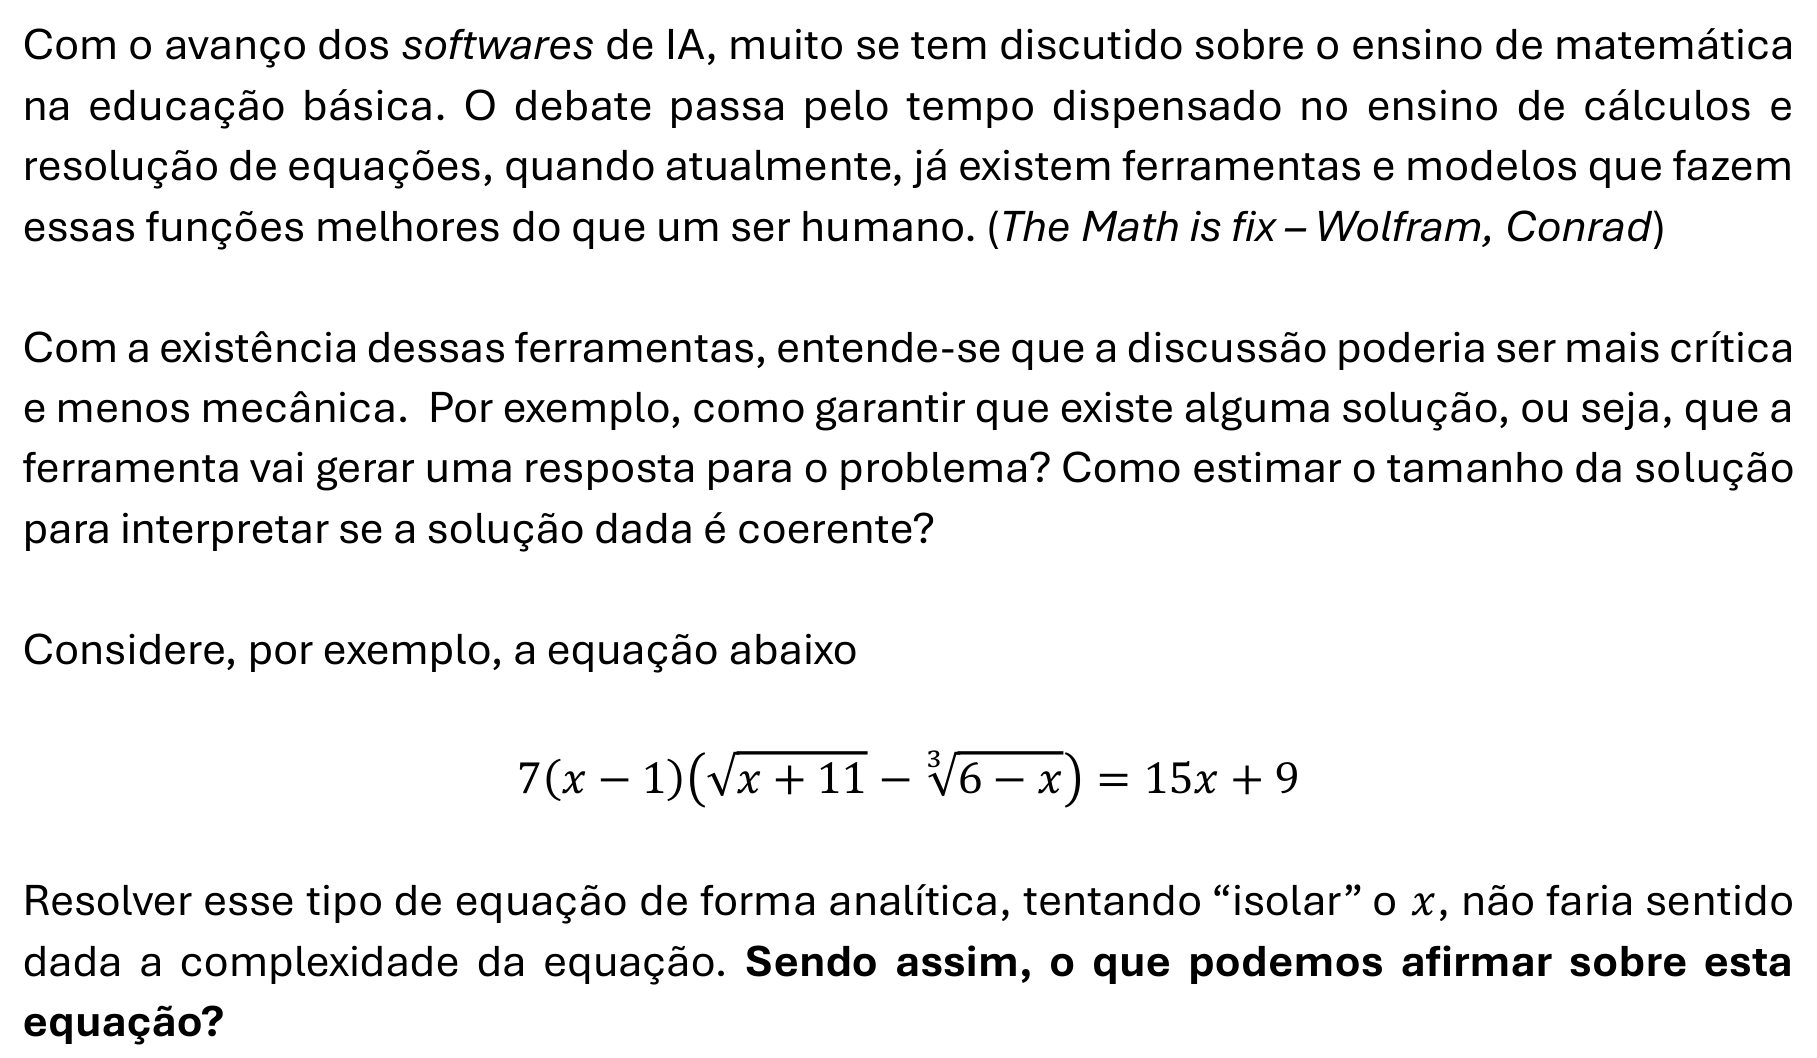 Com o avanço dos softwares de IA, muito se tem discutido sobre o ensino de matemática
na educação básica. O debate passa pelo tempo dispensado no ensino de cálculos e
resolução de equações, quando atualmente, já existem ferramentas e modelos que fazem
essas funções melhores do que um ser humano. (The Math is fix – Wolfram, Conrad)
Com a existência dessas ferramentas, entende-se que a discussão poderia ser mais crítica
e menos mecânica. Por exemplo, como garantir que existe alguma solução, ou seja, que a
ferramenta vai gerar uma resposta para o problema? Como estimar o tamanho da solução
para interpretar se a solução dada é coerente?
Considere, por exemplo, a equação abaixo
7(x − 1)(√(x + 11) − ∛(6 − x)) = 15x + 9
Resolver esse tipo de equação de forma analítica, tentando “isolar” o x, não faria sentido
dada a complexidade da equação. Sendo assim, o que podemos afirmar sobre esta
equação?